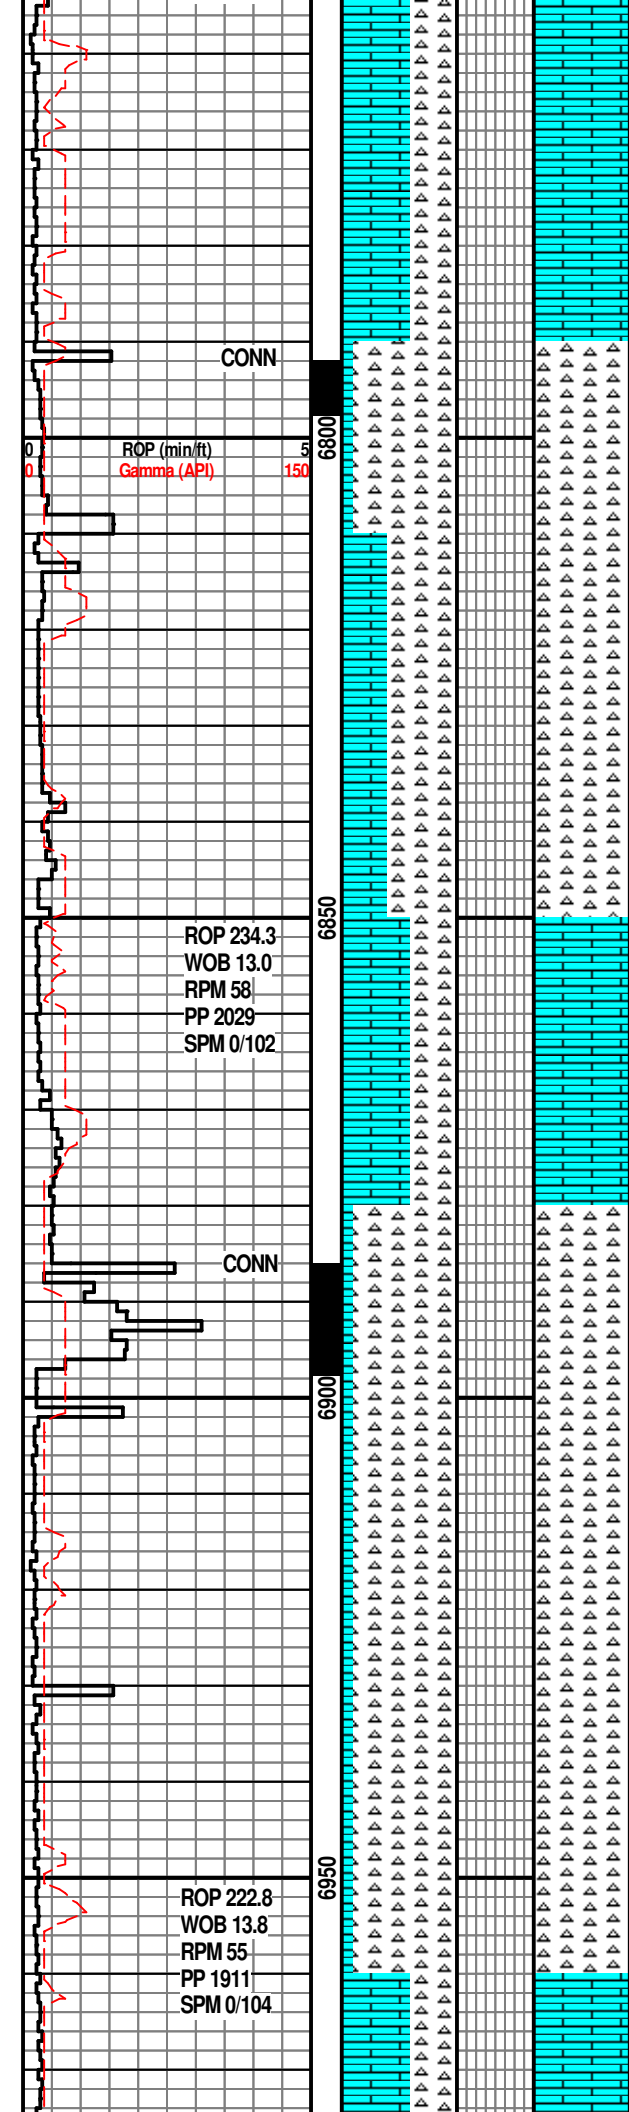 CONN
6800
0 ROP (min/ft) 5
0 Gamma (API) 150
6850
ROP 234.3
WOB 13.0
RPM 58
PP 2029
SPM 0/102
CONN
6900
6950
ROP 222.8
WOB 13.8
RPM 55
PP 1911
SPM 0/104